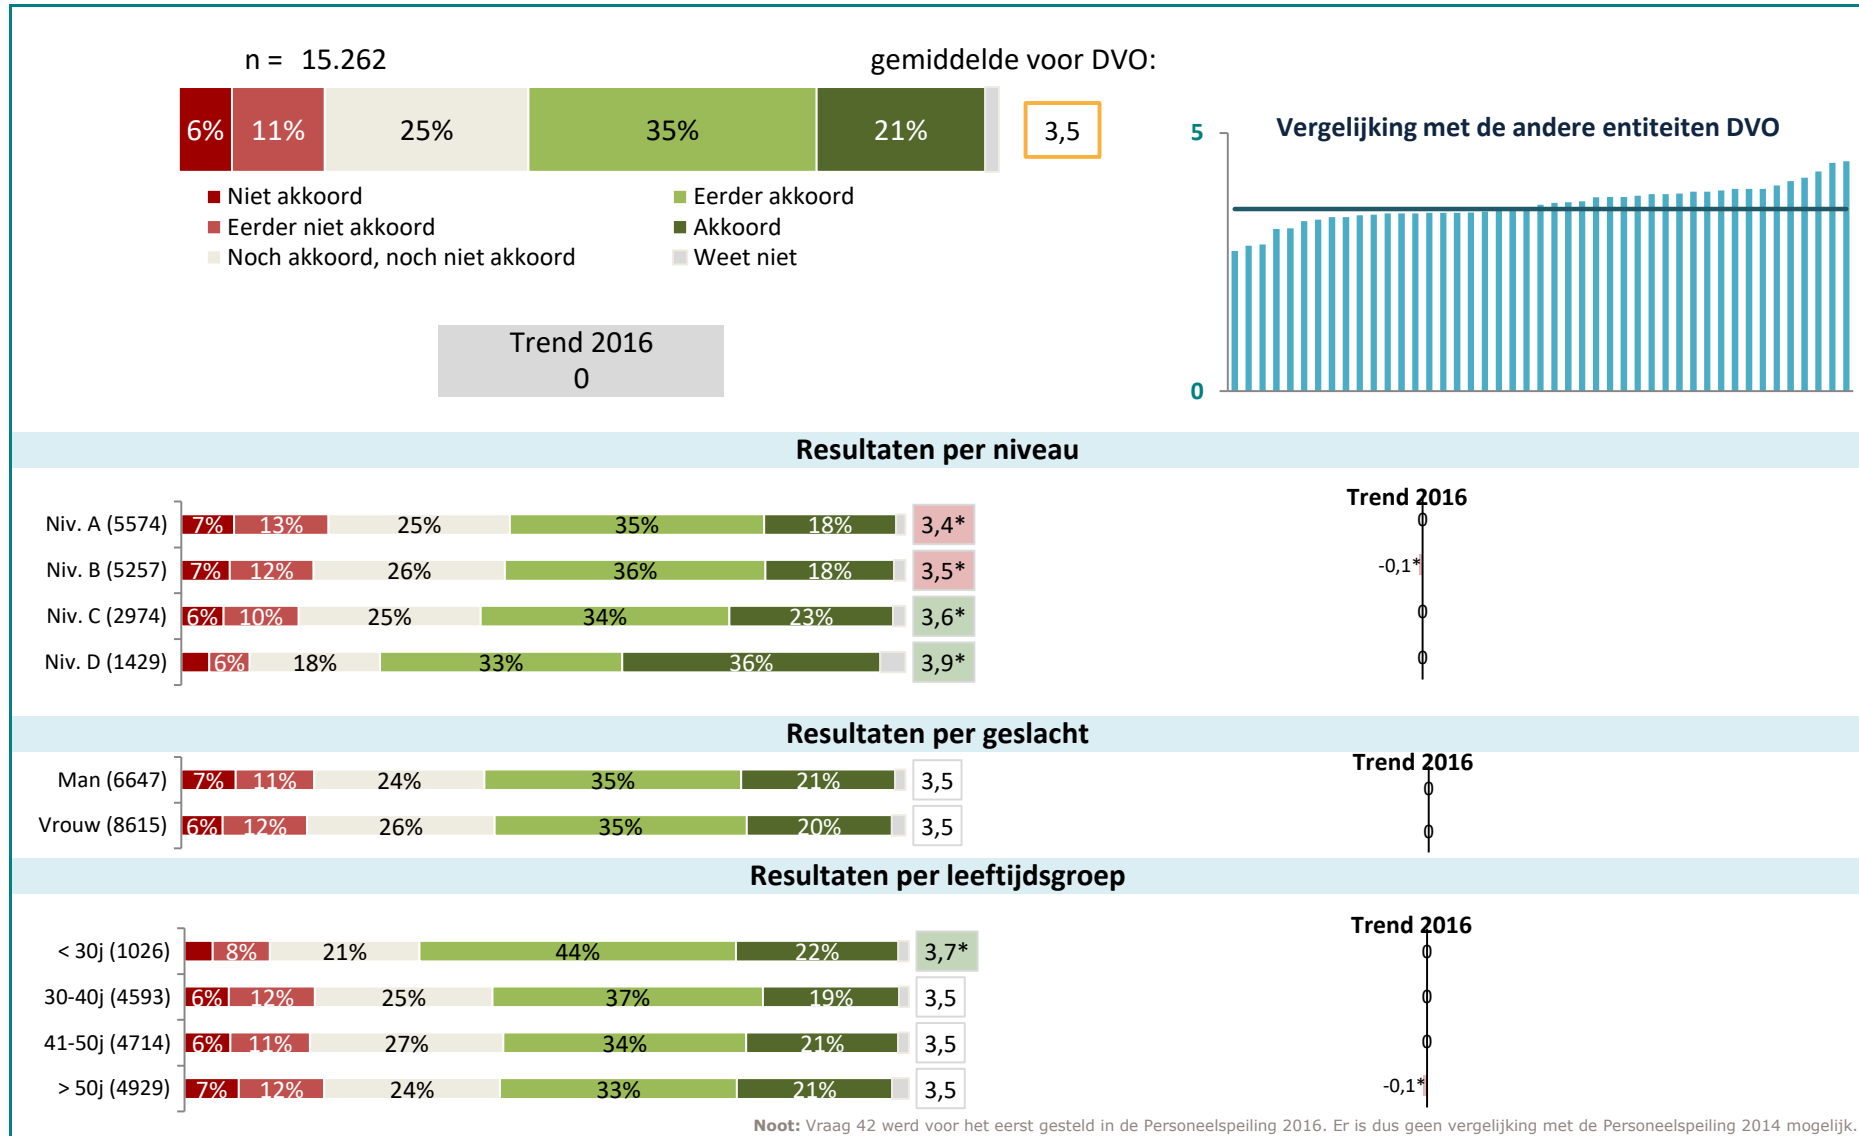 n = 15.262
gemiddelde voor DVO:
6% 11% 25% 35% 21% 3,5
Niet akkoord
Eerder akkoord
Eerder niet akkoord
Akkoord
Noch akkoord, noch niet akkoord
Weet niet
Trend 2016
0
Vergelijking met de andere entiteiten DVO
5
0
Resultaten per niveau
Trend 2016
Niv. A (5574) 7% 13% 25% 35% 18% 3,4* 0
Niv. B (5257) 7% 12% 26% 36% 18% 3,5* -0,1*
Niv. C (2974) 6% 10% 25% 34% 23% 3,6* 0
Niv. D (1429) 6% 18% 33% 36% 3,9* 0
Resultaten per geslacht
Trend 2016
Man (6647) 7% 11% 24% 35% 21% 3,5 0
Vrouw (8615) 6% 12% 26% 35% 20% 3,5 0
Resultaten per leeftijdsgroep
Trend 2016
< 30j (1026) 8% 21% 44% 22% 3,7* 0
30-40j (4593) 6% 12% 25% 37% 19% 3,5 0
41-50j (4714) 6% 11% 27% 34% 21% 3,5 0
> 50j (4929) 7% 12% 24% 33% 21% 3,5 -0,1*
Noot: Vraag 42 werd voor het eerst gesteld in de Personeelspeiling 2016. Er is dus geen vergelijking met de Personeelspeiling 2014 mogelijk.